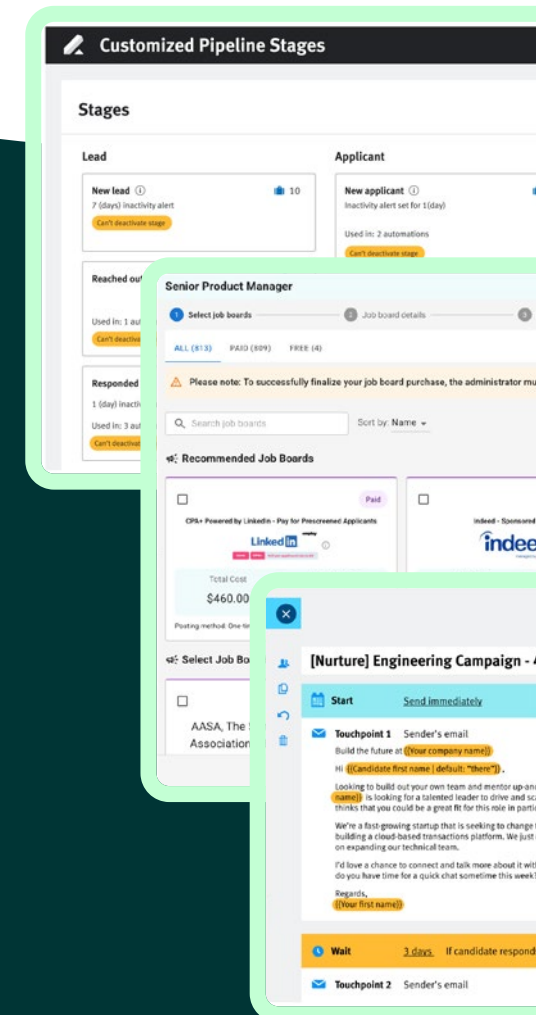 Customized Pipeline Stages
Stages
Lead
Applicant
New lead
10
7 (days) inactivity alert
Can't deactivate stage
New applicant
Inactivity alert set for 1(day)
Used in: 2 automations
Can't deactivate stage
Reached ou
Used in: 1 au
Can't deactiva
Responded
1 (day) inacti
Used in: 3 au
Can't deactivat
Senior Product Manager
1 Select job boards
2 Job board details
3
ALL (813) PAID (809) FREE (4)
Please note: To successfully finalize your job board purchase, the administrator mu
Search job boards
Sort by: Name
Recommended Job Boards
Paid
CPA+ Powered by Linkedin - Pay for Prescreened Applicants
Linked in
Total Cost
$460.00
Posting method: One ti
Indeed - Sponsored
indee
Select Job Bo
AASA, The
Association
[Nurture] Engineering Campaign -
Start Send immediately
Touchpoint 1 Sender's email
Build the future at {{Your company name}}
Hi {{Candidate first name | default: "there"}} ,
Looking to build out your own team and mentor up-an
name}} is looking for a talented leader to drive and sc
thinks that you could be a great fit for this role in parti
We're a fast-growing startup that is seeking to change
building a cloud-based transactions platform. We just
on expanding our technical team.
I'd love a chance to connect and talk more about it wit
do you have time for a quick chat sometime this week?
Regards,
{{Your first name}}
Wait 3 days If candidate respond
Touchpoint 2 Sender's email